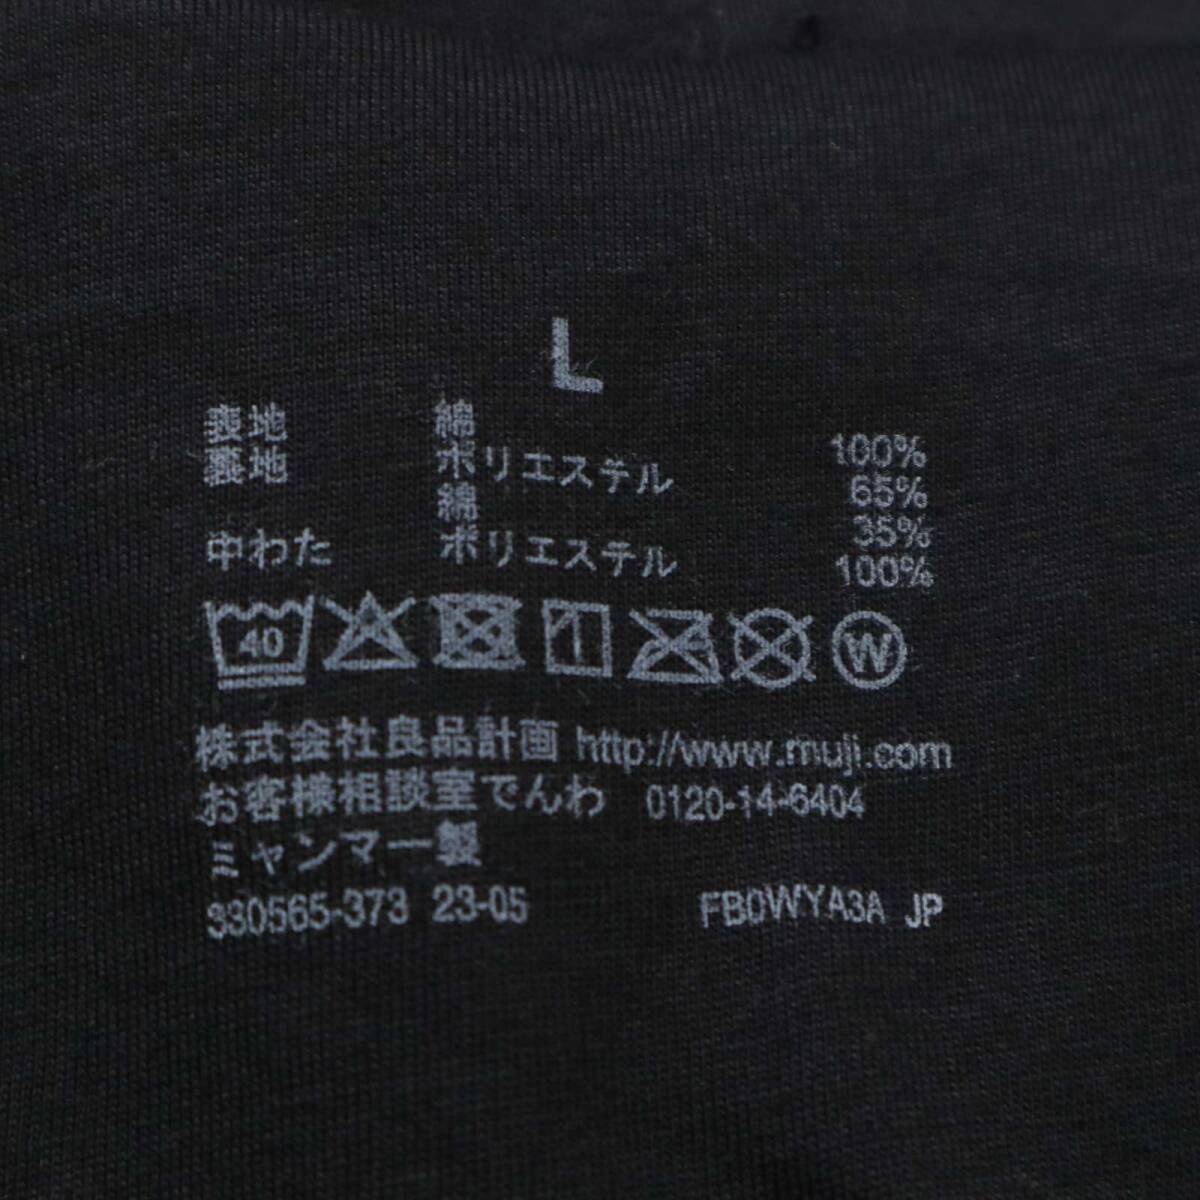 L
表地 綿 100%
裏地 ポリエステル 65%
綿 35%
中わた ポリエステル 100%
40 W
株式会社良品計画 http://www.muji.com
お客様相談室でんわ 0120-14-6404
ミャンマー製
330565-373 23-05 FB0WYA3A JP